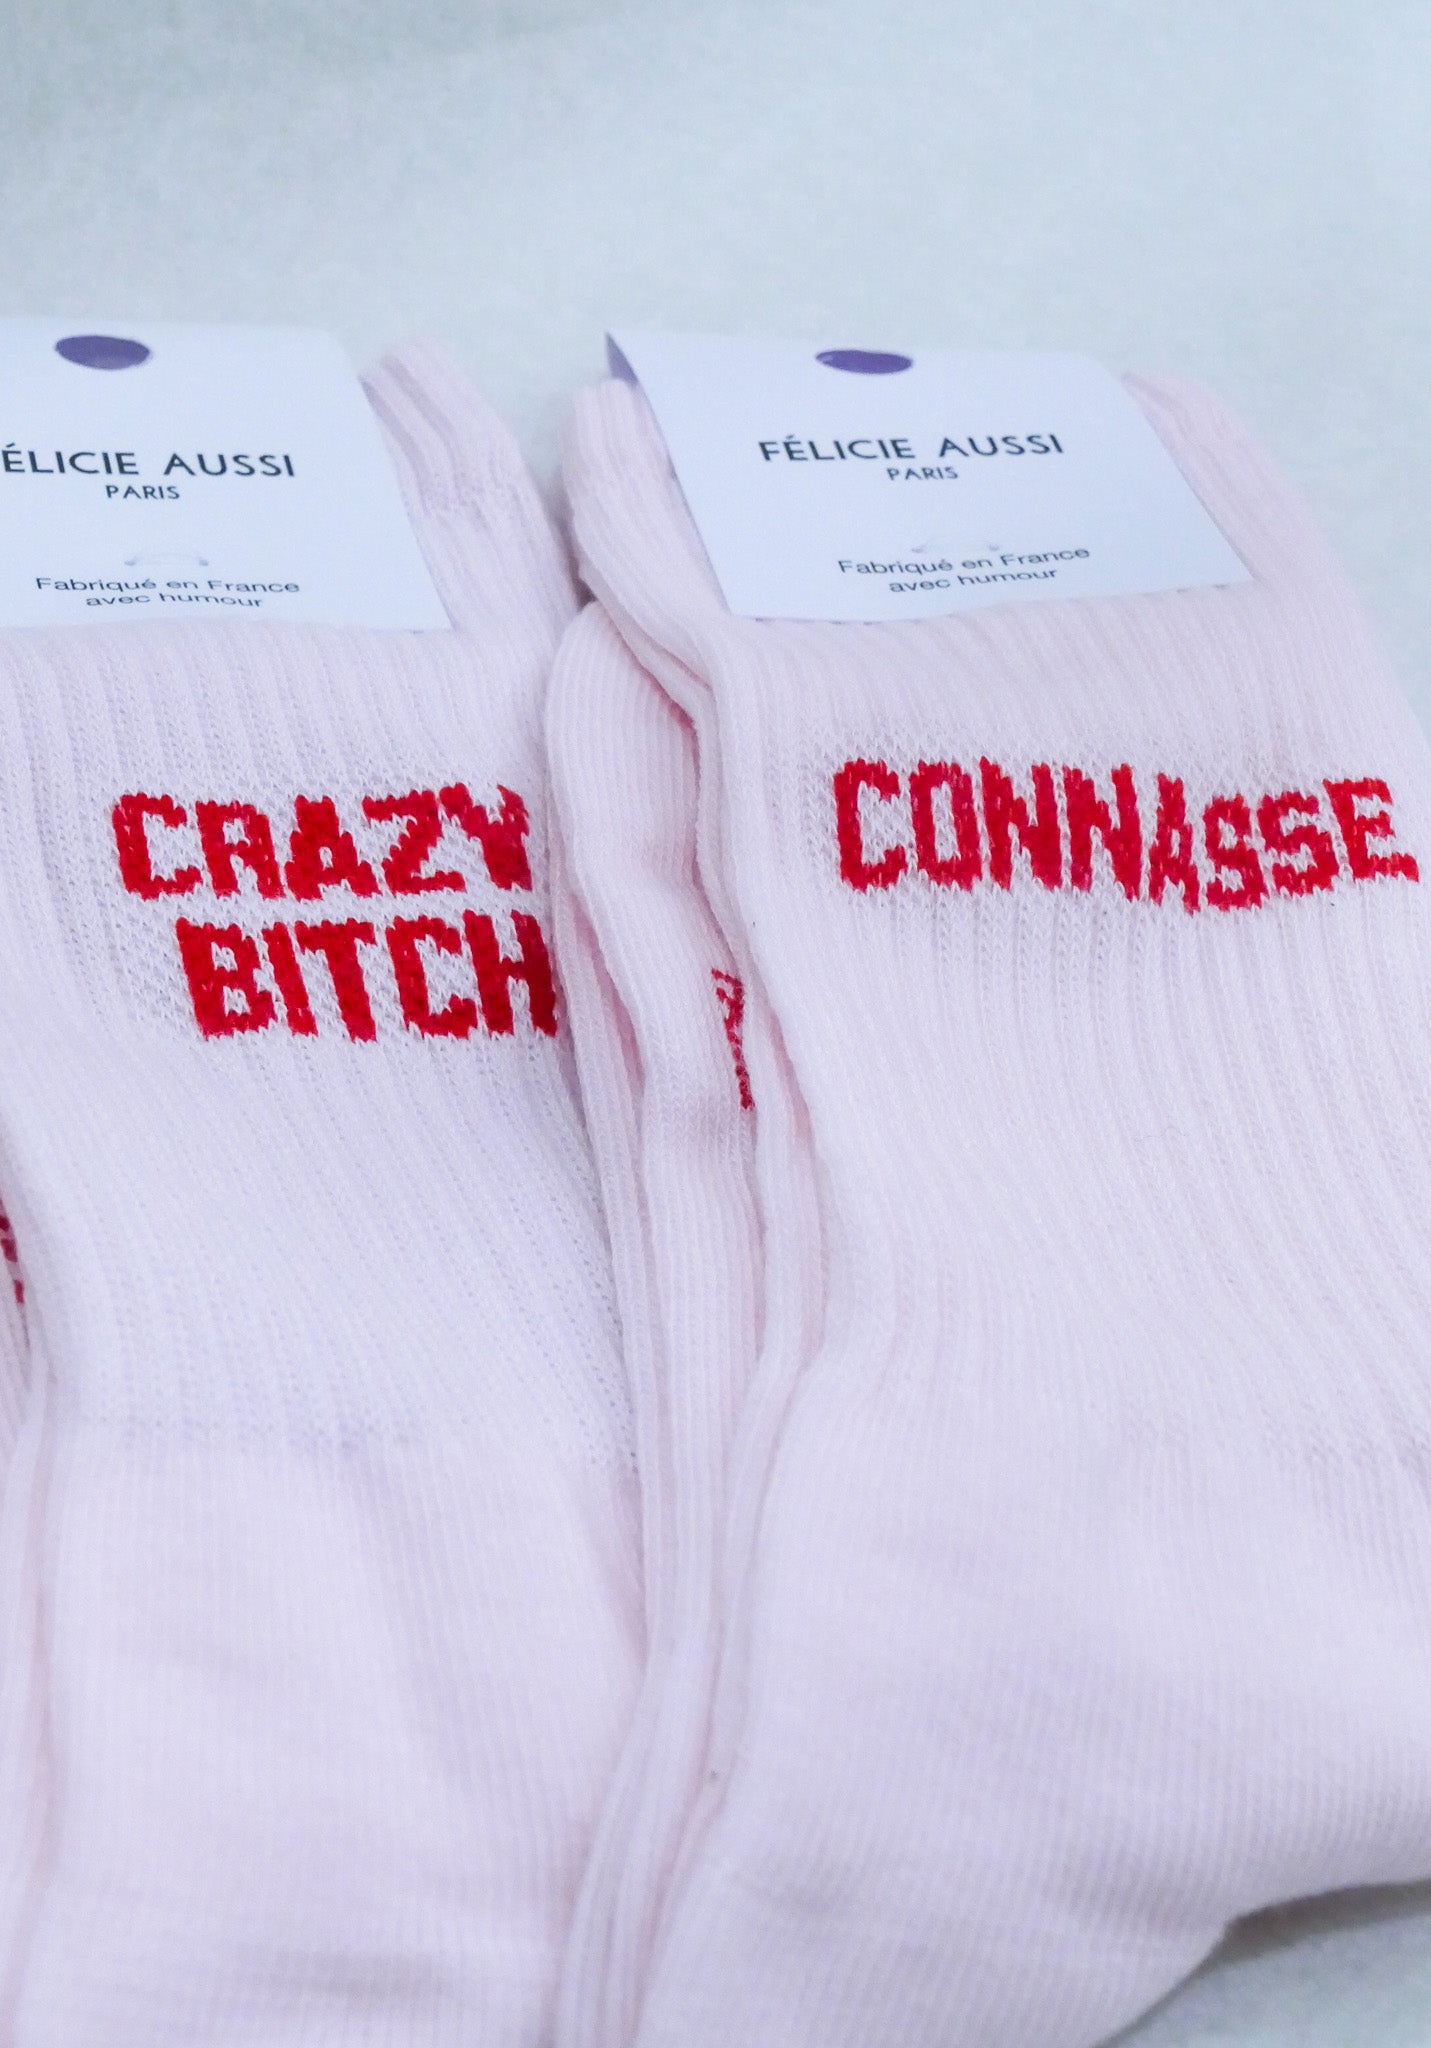 ÉLICIE AUSSI
PARIS
Fabriqué en France
avec humour
CRAZY
BITCH
FÉLICIE AUSSI
PARIS
Fabriqué en France
avec humour
CONNASSE